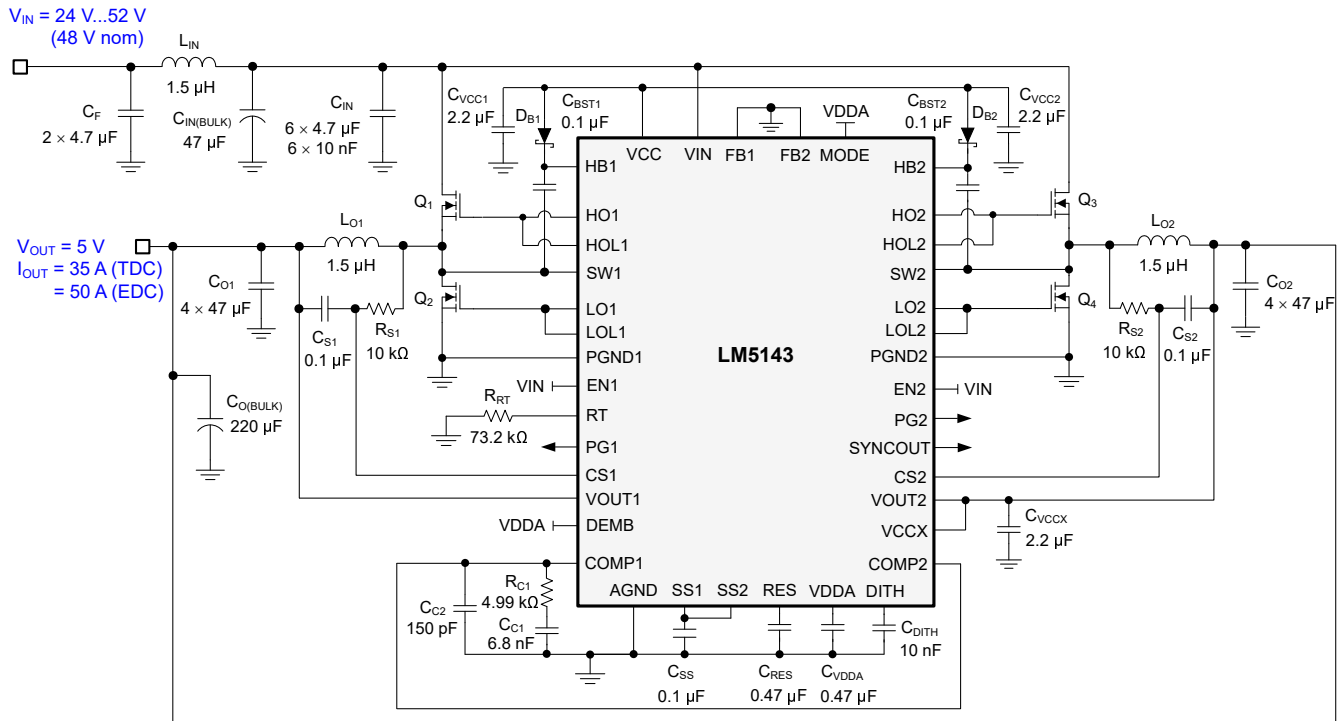 VIN = 24 V...52 V
(48 V nom)
LIN
1.5 µH
CF
2 × 4.7 µF
CIN(BULK)
47 µF
CIN
6 × 4.7 µF
6 × 10 nF
CVCC1
2.2 µF
DB1
CBST1
0.1 µF
VDDA
CBST2
0.1 µF
DB2
CVCC2
2.2 µF
VCC
VIN
FB1
FB2
MODE
HB1
HB2
Q1
HO1
HO2
Q3
HOL1
HOL2
SW1
SW2
VOUT = 5 V
IOUT = 35 A (TDC)
= 50 A (EDC)
LO1
1.5 µH
LO2
1.5 µH
CO1
4 × 47 µF
CS1
0.1 µF
RS1
10 kΩ
Q2
LO1
LO2
Q4
LOL1
LOL2
RS2
10 kΩ
CS2
0.1 µF
CO2
4 × 47 µF
LM5143
PGND1
PGND2
VIN
EN1
EN2
VIN
CO(BULK)
220 µF
RRT
73.2 kΩ
RT
PG2
PG1
SYNCOUT
CS1
CS2
VOUT1
VOUT2
VDDA
DEMB
VCCX
CVCCX
2.2 µF
COMP1
COMP2
AGND
SS1
SS2
RES
VDDA
DITH
RC1
4.99 kΩ
CC2
150 pF
CC1
6.8 nF
CSS
0.1 µF
CRES
0.47 µF
CVDDA
0.47 µF
CDITH
10 nF